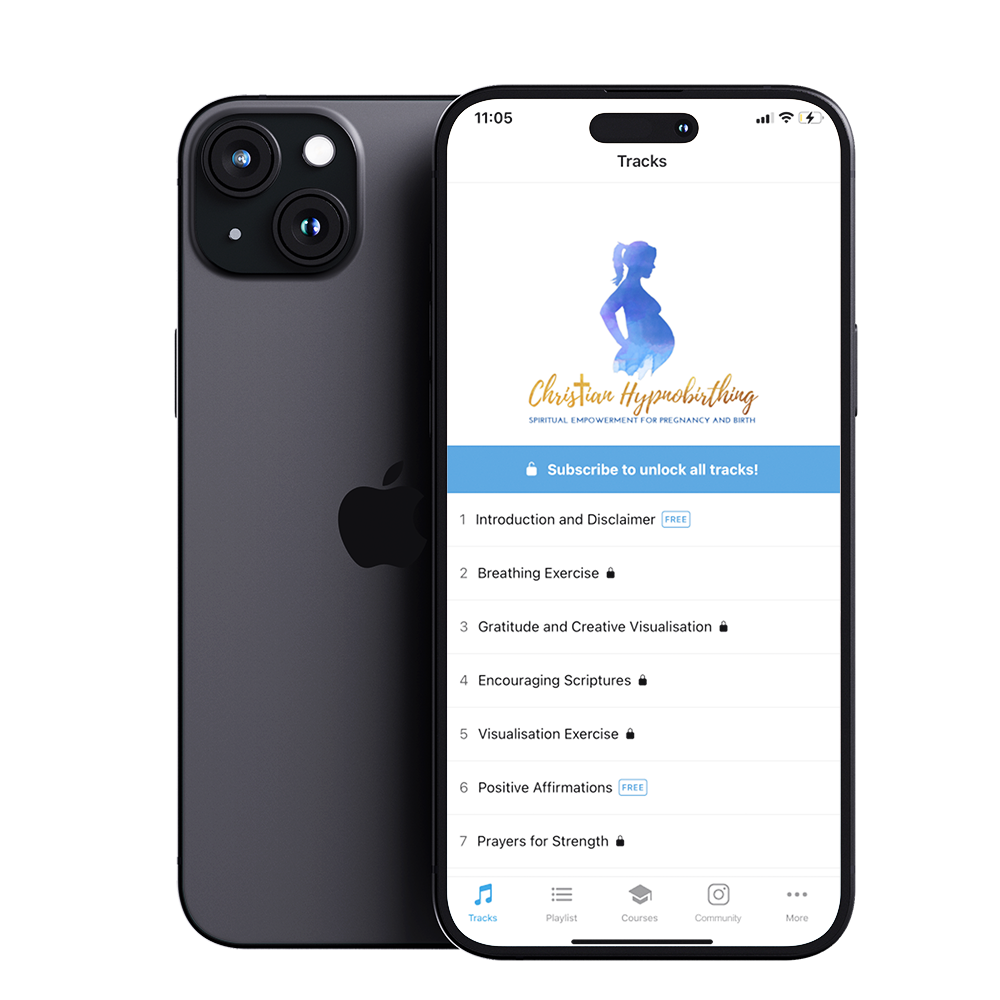 11:05
Tracks
Christian Hypnobirthing
SPIRITUAL EMPOWERMENT FOR PREGNANCY AND BIRTH
Subscribe to unlock all tracks!
1 Introduction and Disclaimer FREE
2 Breathing Exercise
3 Gratitude and Creative Visualisation
4 Encouraging Scriptures
5 Visualisation Exercise
6 Positive Affirmations FREE
7 Prayers for Strength
Tracks Playlist Courses Community More